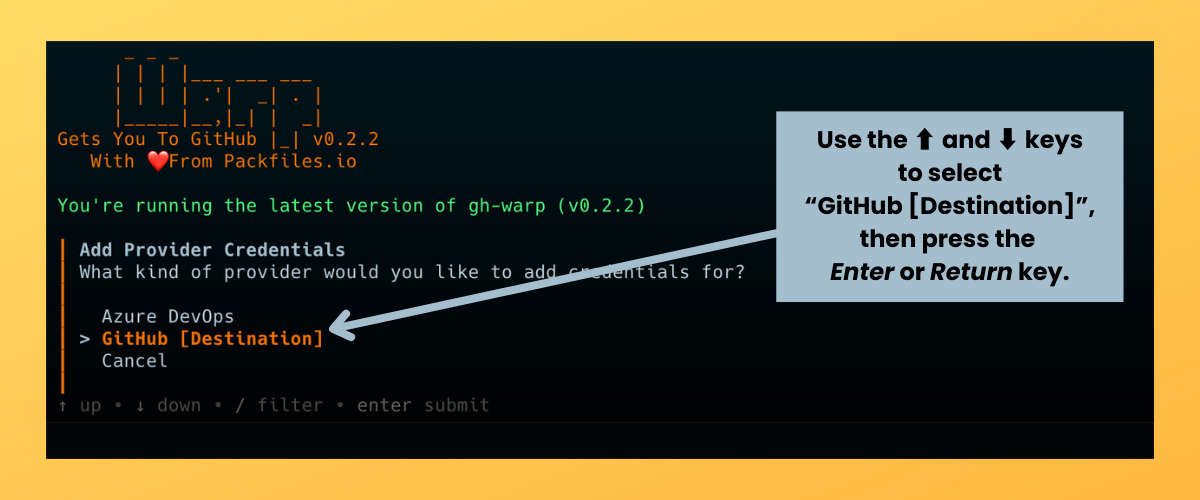 Warp
Gets You To GitHub |_| v0.2.2
With ❤️From Packfiles.io
You're running the latest version of gh-warp (v0.2.2)
Add Provider Credentials
What kind of provider would you like to add credentials for?
Azure DevOps
> GitHub [Destination]
Cancel
↑ up • ↓ down • / filter • enter submit
Use the ⬆ and ⬇ keys
to select
“GitHub [Destination]”,
then press the
Enter or Return key.